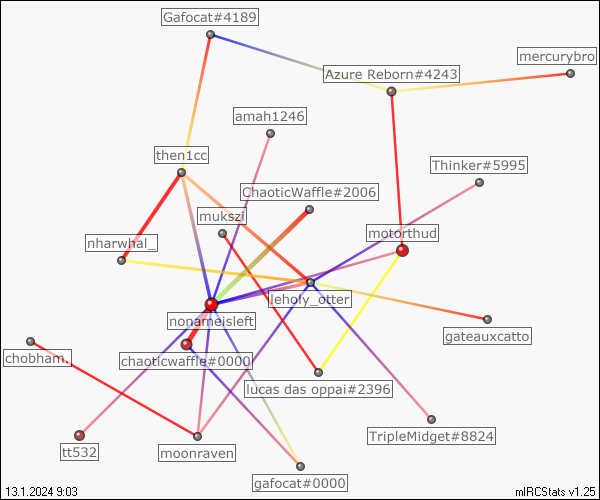 Gafocat#4189
mercurybro
Azure Reborn#4243
amah1246
then1cc
Thinker#5995
ChaoticWaffle#2006
mukszi
motorthud
nharwhal_
lehofy_otter
nonameisleft
gateauxcatto
chobham.
chaoticwaffle#0000
lucas das oppai#2396
TripleMidget#8824
tt532
moonraven
gafocat#0000
13.1.2024 9:03
mIRCStats v1.25